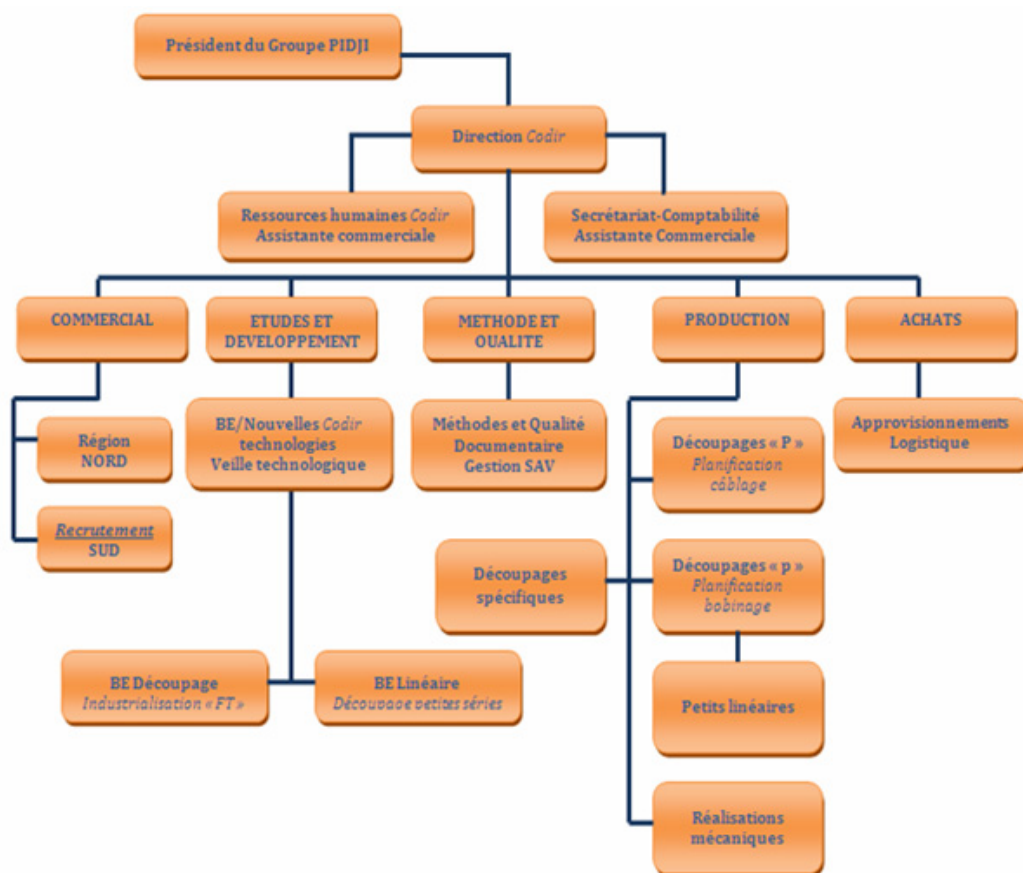 Président du Groupe PIDJI
Direction Codir
Ressources humaines Codir
Assistante commerciale
Secrétariat-Comptabilité
Assistante Commerciale
COMMERCIAL
ETUDES ET
DEVELOPPEMENT
METHODE ET
QUALITE
PRODUCTION
ACHATS
Région
NORD
Recrutement
SUD
BE/Nouvelles Codir
technologies
Veille technologique
Méthodes et Qualité
Documentaire
Gestion SAV
Découpages « P »
Planification
câblage
Approvisionnements
Logistique
Découpages
spécifiques
Découpages « p »
Planification
bobinage
BE Découpage
Industrialisation « FT »
BE Linéaire
Découpage petites séries
Petits linéaires
Réalisations
mécaniques